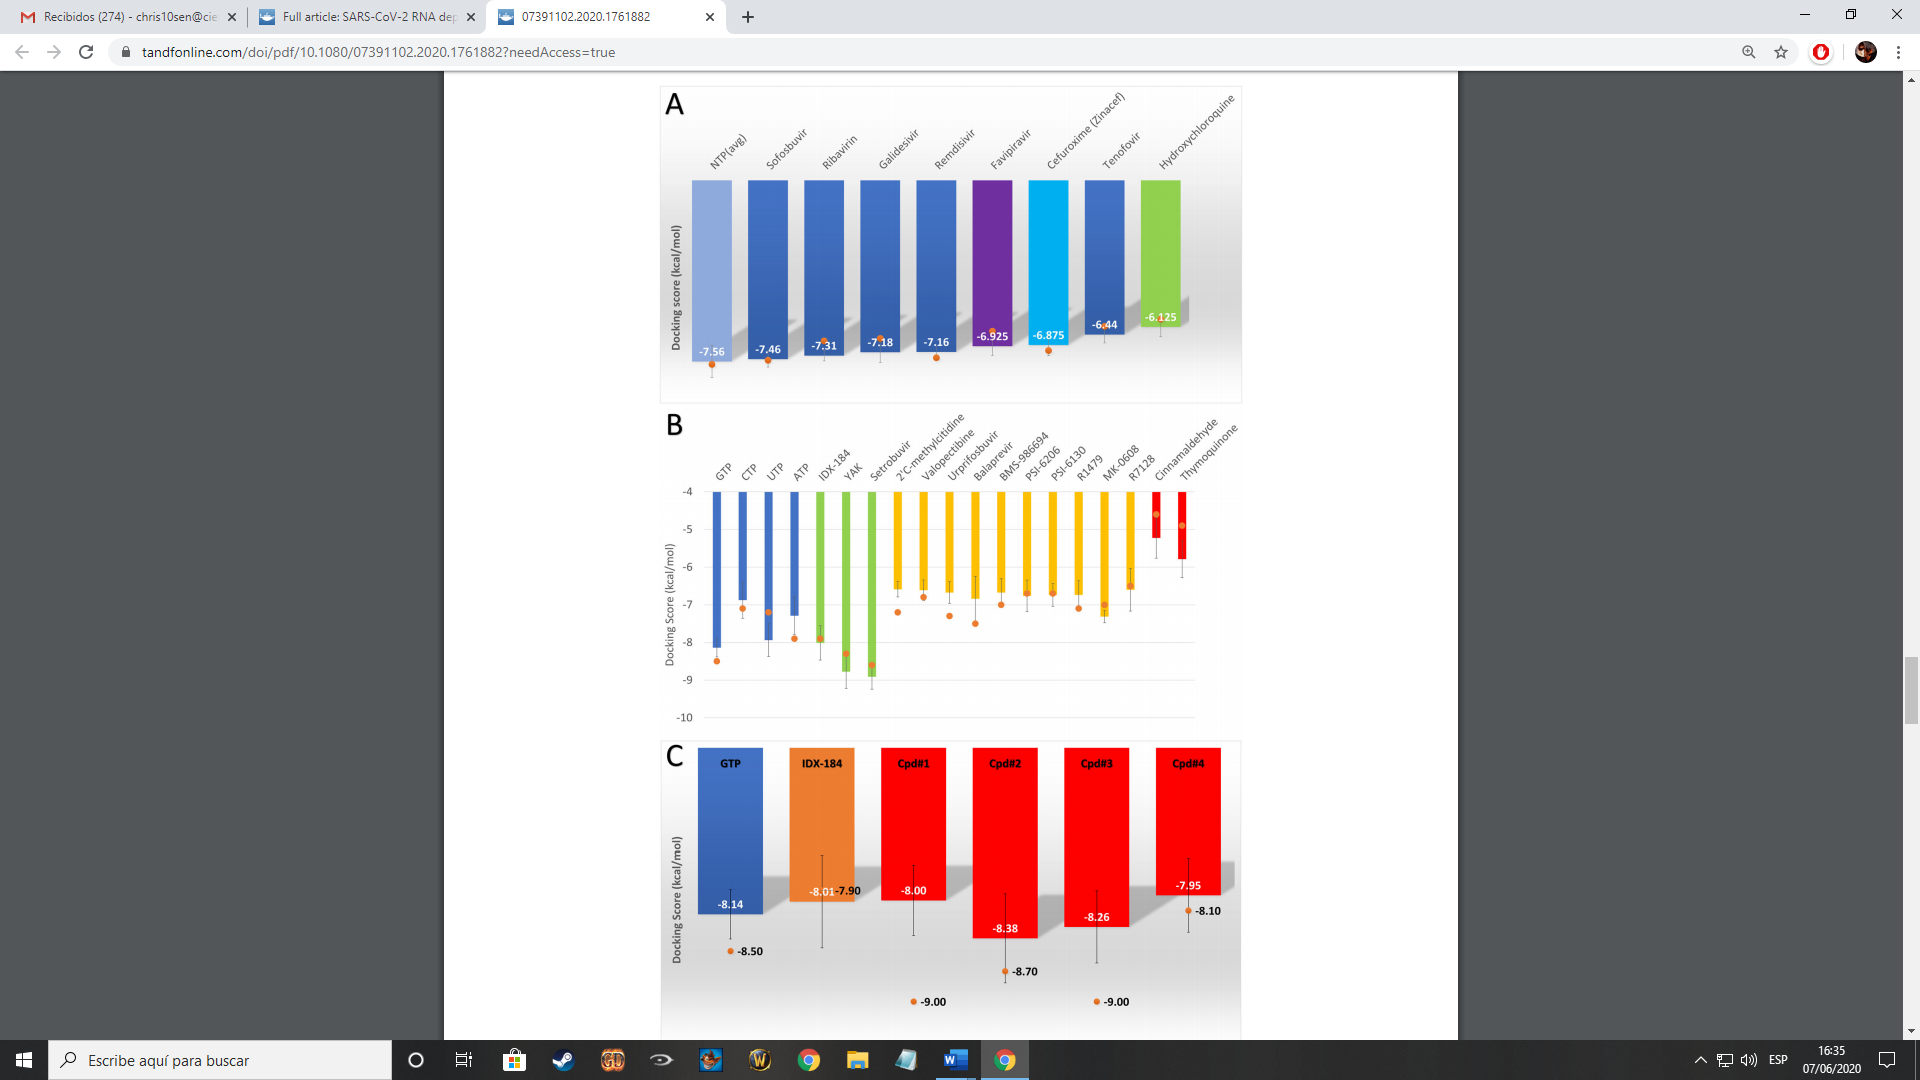 Recibidos (274) - chris10sen@cie
Full article: SARS-CoV-2 RNA dep
07391102.2020.1761882
tandfonline.com/doi/pdf/10.1080/07391102.2020.1761882?needAccess=true
A
NTP(avg)
Sofosbuvir
Ribavirin
Galidesivir
Remdisivir
Favipiravir
Cefuroxime (Zinacef)
Tenofovir
Hydroxychloroquine
Docking score (kcal/mol)
-7.56
-7.46
-7.31
-7.18
-7.16
-6.925
-6.875
-6.44
-6.125
B
GTP
CTP
UTP
ATP
IDX-184
YAK
Setrobuvir
2'C-methylcitidine
Valopectibine
Urprifosbuvir
Balaprevir
BMS-986694
PSI-6206
PSI-6130
R1479
MK-0608
R7128
Cinnamaldehyde
Thymoquinone
Docking Score (kcal/mol)
-4
-5
-6
-7
-8
-9
-10
C
GTP
IDX-184
Cpd#1
Cpd#2
Cpd#3
Cpd#4
Docking Score (kcal/mol)
-8.14
-8.01
-7.90
-8.00
-8.38
-8.26
-7.95
-8.50
-9.00
-8.70
-9.00
-8.10
Escribe aquí para buscar
ESP
16:35
07/06/2020